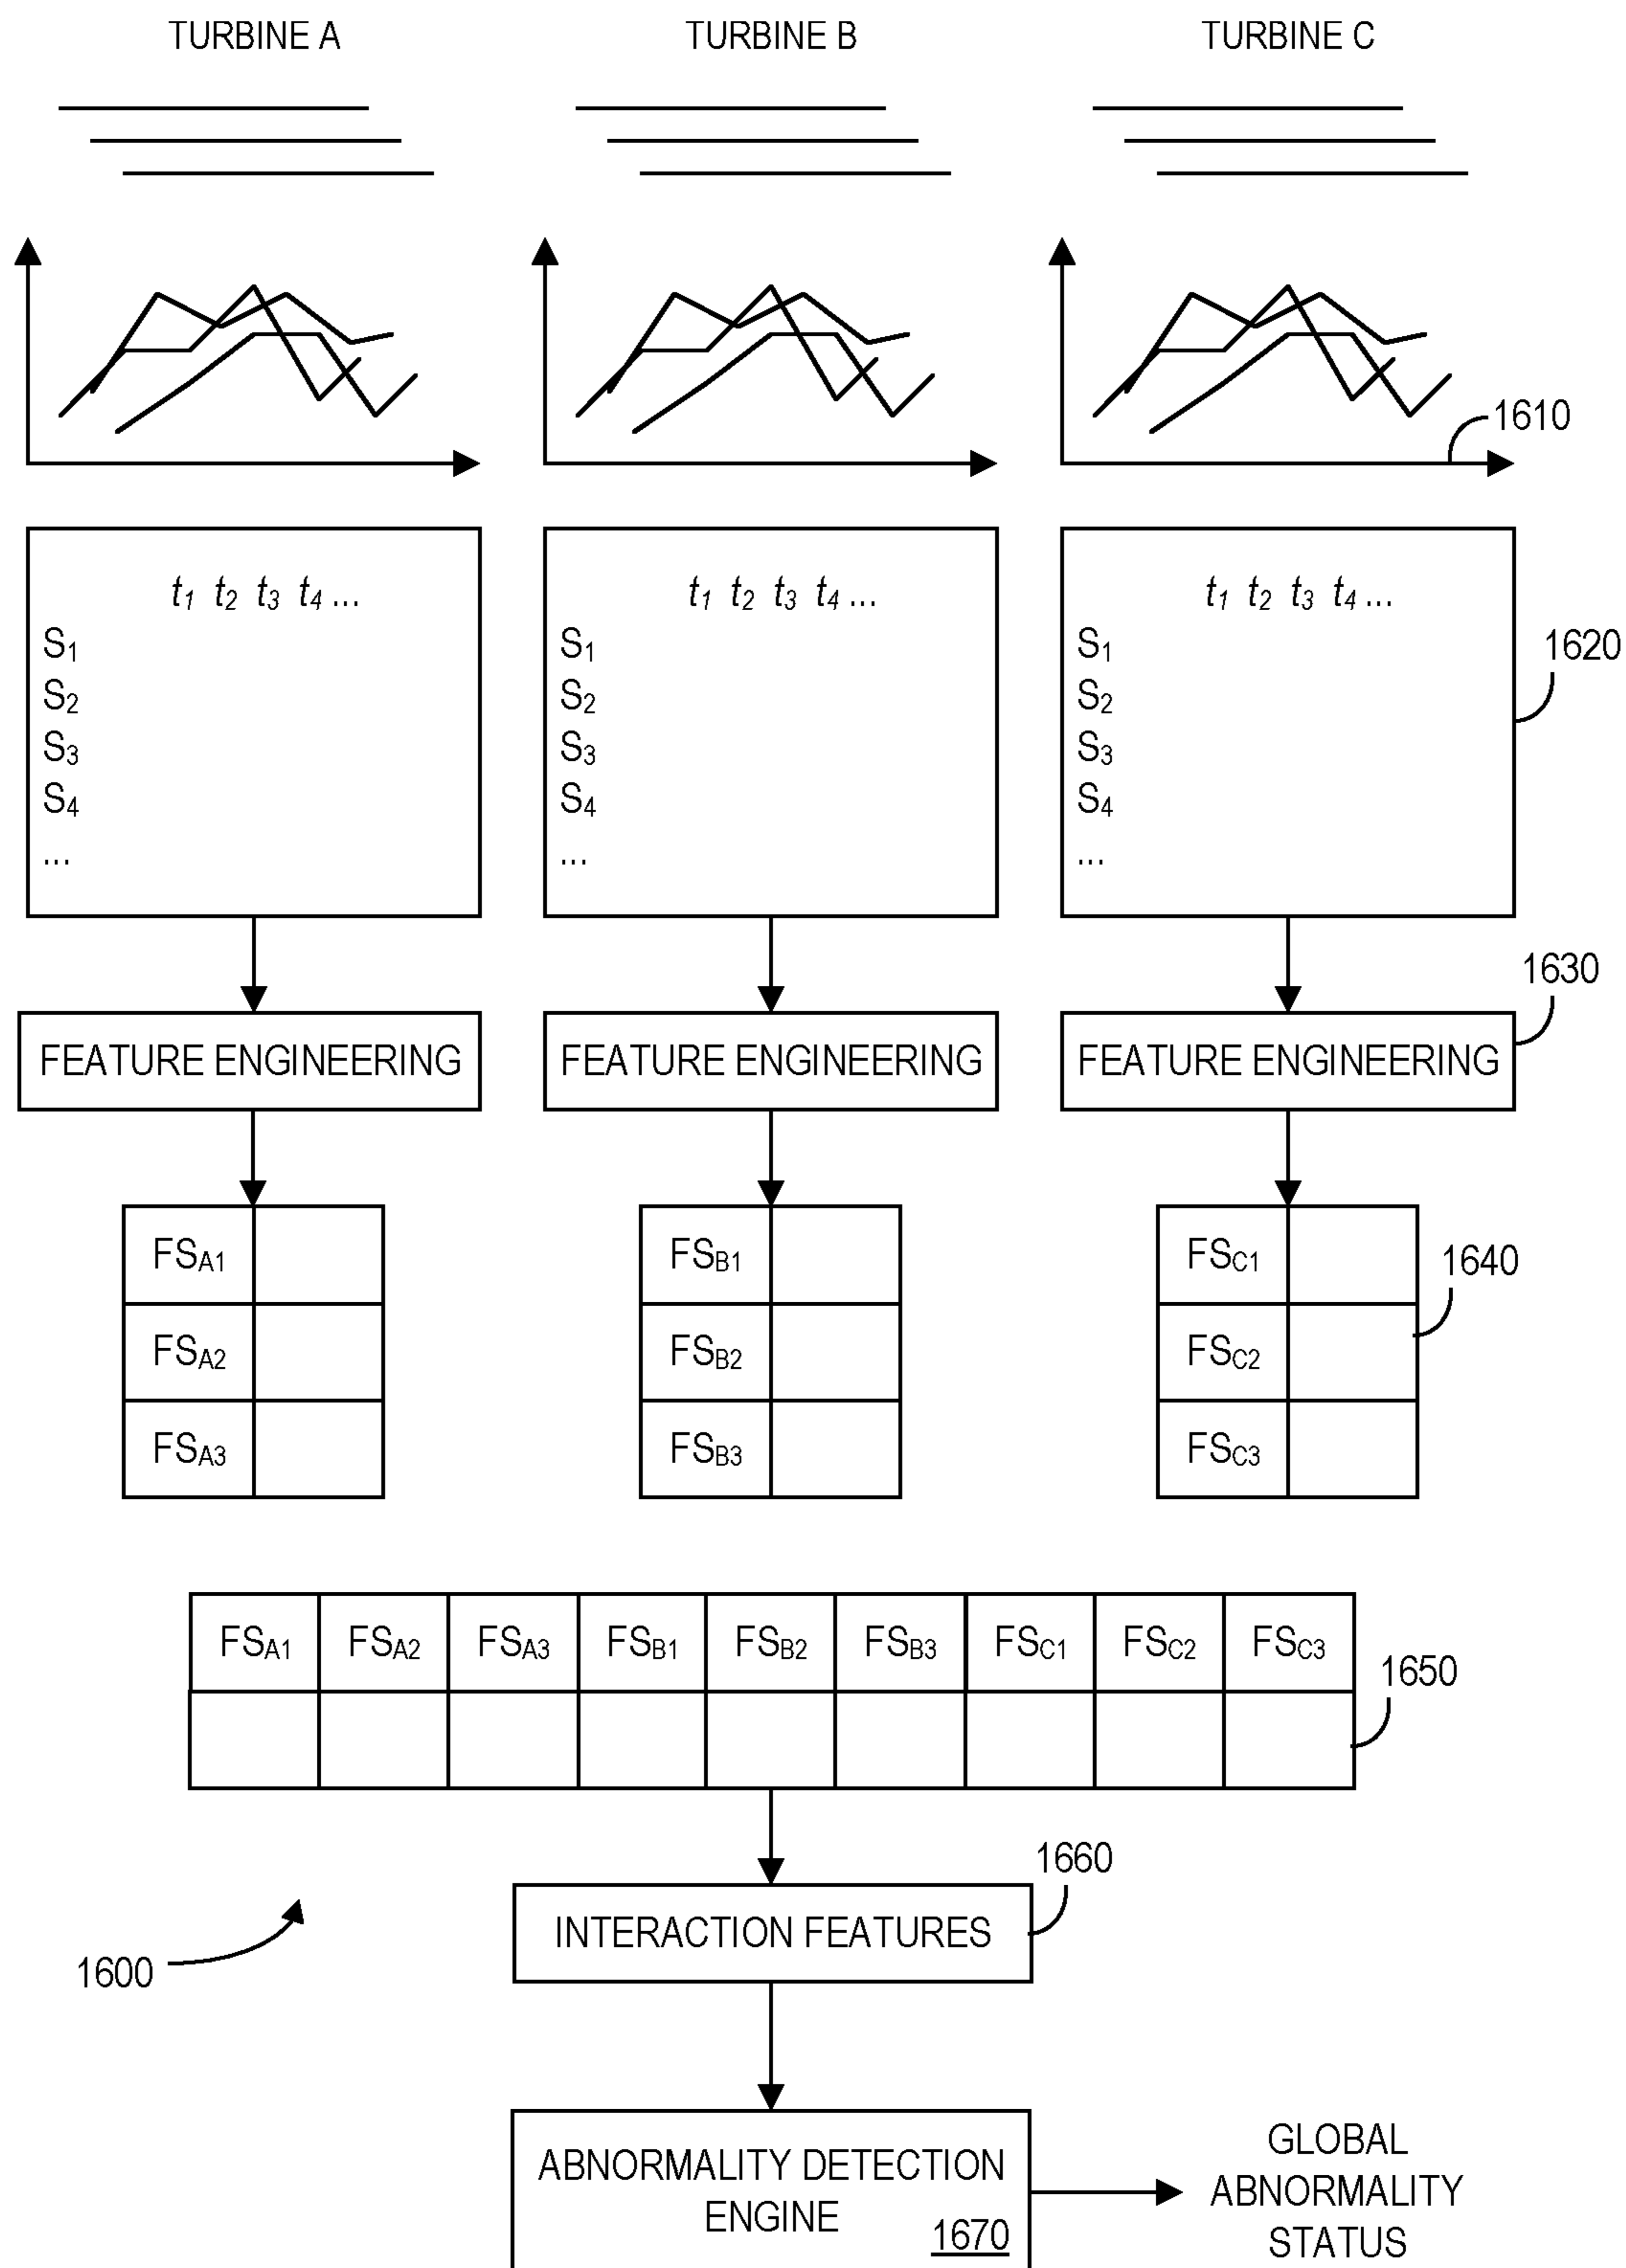 TURBINE A TURBINE B TURBINE C
1610
t1 t2 t3 t4 ... t1 t2 t3 t4 ... t1 t2 t3 t4 ...
S1 S1 S1
1620
S2 S2 S2
S3 S3 S3
S4 S4 S4
... ... ...
1630
FEATURE ENGINEERING FEATURE ENGINEERING FEATURE ENGINEERING
FSA1 FSB1 FSC1
1640
FSA2 FSB2 FSC2
FSA3 FSB3 FSC3
FSA1 FSA2 FSA3 FSB1 FSB2 FSB3 FSC1 FSC2 FSC3
1650
1660
INTERACTION FEATURES
1600
ABNORMALITY DETECTION
ENGINE
1670
GLOBAL
ABNORMALITY
STATUS